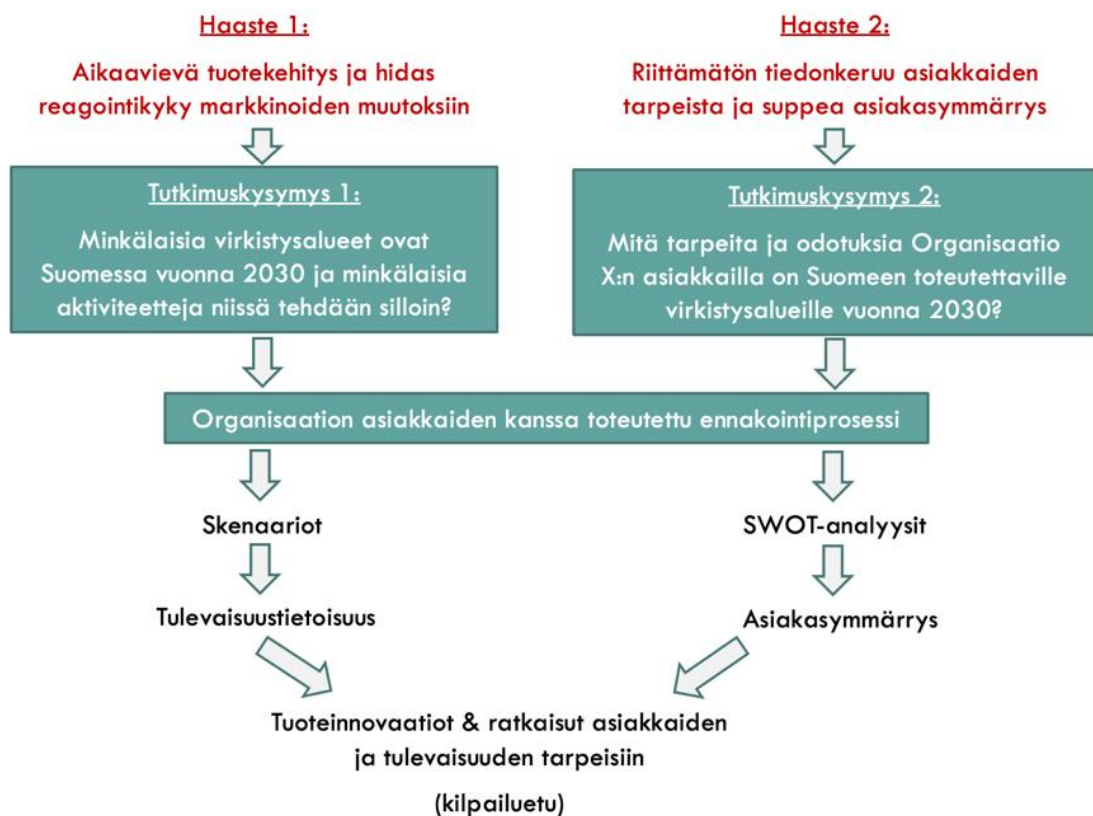 Haaste 1:
Aikaavievä tuotekehitys ja hidas
reagointikyky markkinoiden muutoksiin
Haaste 2:
Riittämätön tiedonkeruu asiakkaiden
tarpeista ja suppea asiakasymmärrys
Tutkimuskysymys 1:
Minkälaisia virkistysalueet ovat
Suomessa vuonna 2030 ja minkälaisia
aktiviteetteja niissä tehdään silloin?
Tutkimuskysymys 2:
Mitä tarpeita ja odotuksia Organisaatio
X:n asiakkailla on Suomeen toteutettaville
virkistysalueille vuonna 2030?
Organisaation asiakkaiden kanssa toteutettu ennakointiprosessi
Skenaariot
SWOT-analyysit
Tulevaisuustietoisuus
Asiakasymmärrys
Tuoteinnovaatiot & ratkaisut asiakkaiden
ja tulevaisuuden tarpeisiin
(kilpailuetu)